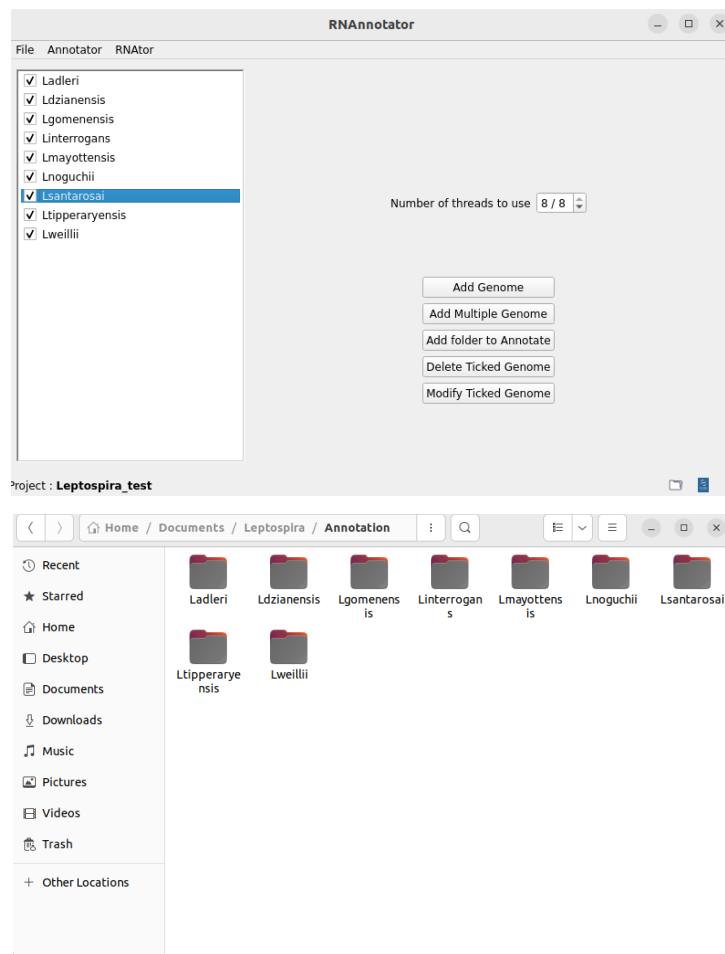 RNAnnotator
File Annotator RNAtor
Ladleri
Ldzianensis
Lgomenensis
Linterrogans
Lmayottensis
Lnoguchii
Lsantarosai
Ltipperaryensis
Lweillii
Number of threads to use 8 / 8
Add Genome
Add Multiple Genome
Add folder to Annotate
Delete Ticked Genome
Modify Ticked Genome
Project : Leptospira_test
Home / Documents / Leptospira / Annotation
Recent
Starred
Home
Desktop
Documents
Downloads
Music
Pictures
Videos
Trash
+ Other Locations
Ladleri Ldzianensis Lgomenens Linterrogan Lmayottens Lnoguchii Lsantarosai
is s is
Ltipperarye Lweillii
nsis